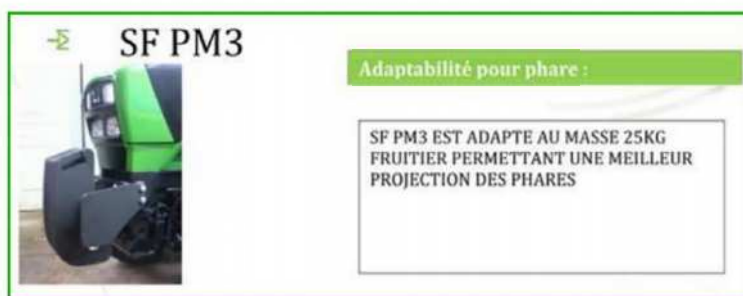 SF PM3
Adaptabilité pour phare :
SF PM3 EST ADAPTE AU MASSE 25KG
FRUITIER PERMETTANT UNE MEILLEUR
PROJECTION DES PHARES